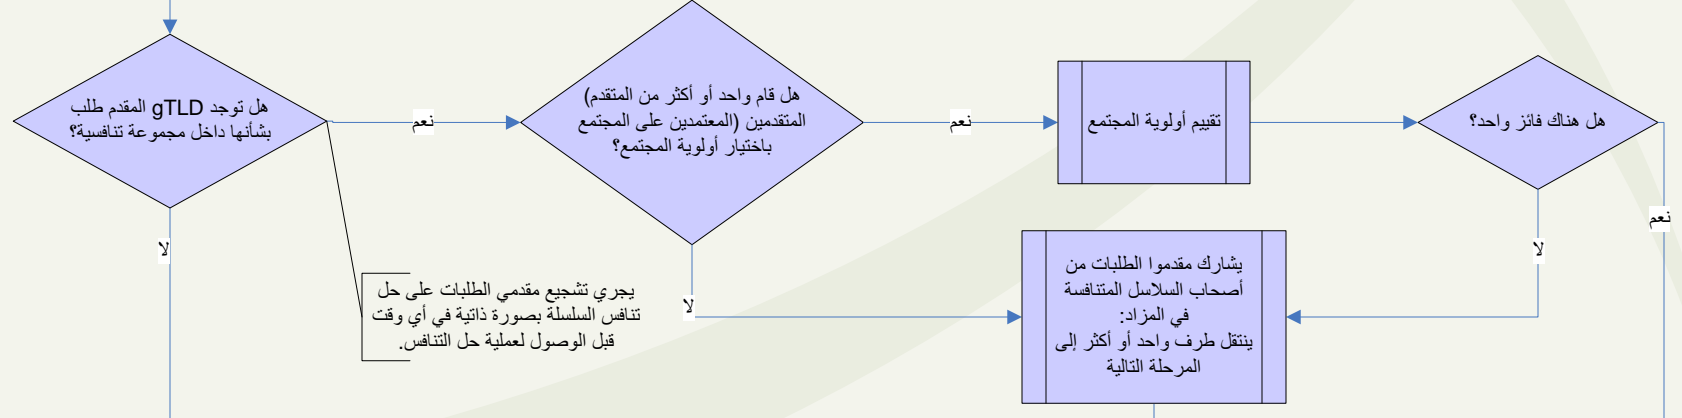 هل توجد gTLD المقدم طلب
بشأنها داخل مجموعة تنافسية؟
نعم
لا
يجري تشجيع مقدمي الطلبات على حل
تنافس السلسلة بصورة ذاتية في أي وقت
قبل الوصول لعملية حل التنافس.
هل قام واحد أو أكثر من المتقدم)
المتقدمين (المعتمدين على المجتمع
باختيار أولوية المجتمع؟
نعم
لا
تقييم أولوية المجتمع
هل هناك فائز واحد؟
نعم
لا
يشارك مقدموا الطلبات من
أصحاب السلاسل المتنافسة
في المزاد:
ينتقل طرف واحد أو أكثر إلى
المرحلة التالية